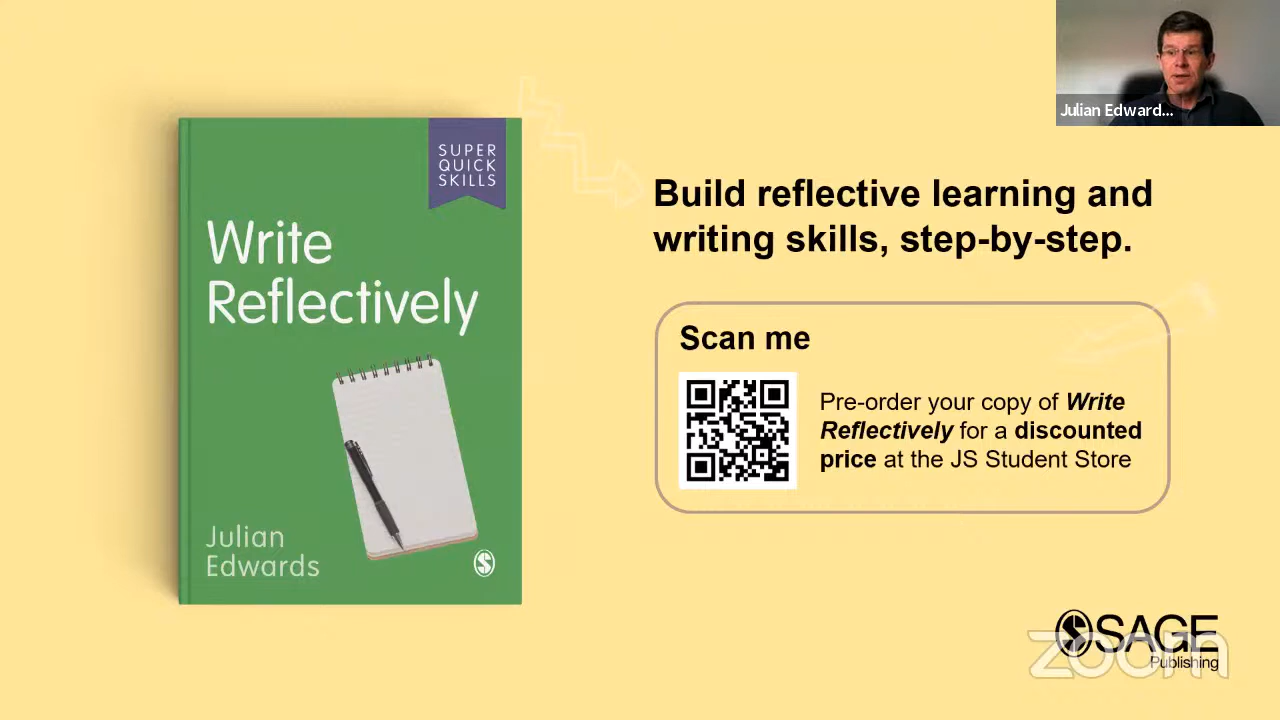 Julian Edward...
SUPER
QUICK
SKILLS
Write
Reflectively
Julian
Edwards
Build reflective learning and
writing skills, step-by-step.
Scan me
Pre-order your copy of Write
Reflectively for a discounted
price at the JS Student Store
SAGE
Publishing
zoom